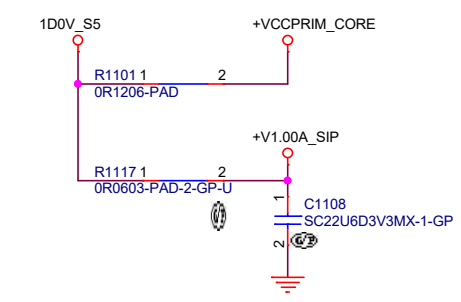 1D0V_S5
+VCCPRIM_CORE
R1101 1 2
0R1206-PAD
+V1.00A_SIP
R1117 1 2
0R0603-PAD-2-GP-U
1
C1108
SC22U6D3V3MX-1-GP
2